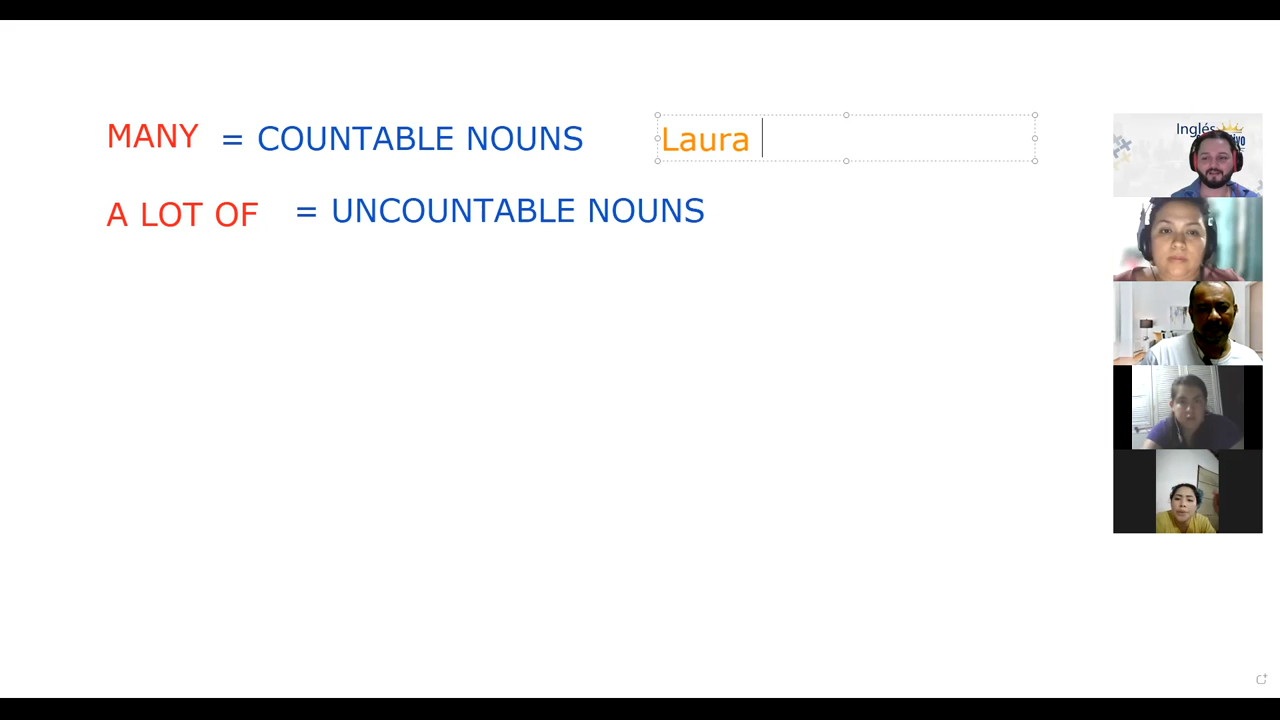 MANY = COUNTABLE NOUNS Laura
A LOT OF = UNCOUNTABLE NOUNS
Inglés